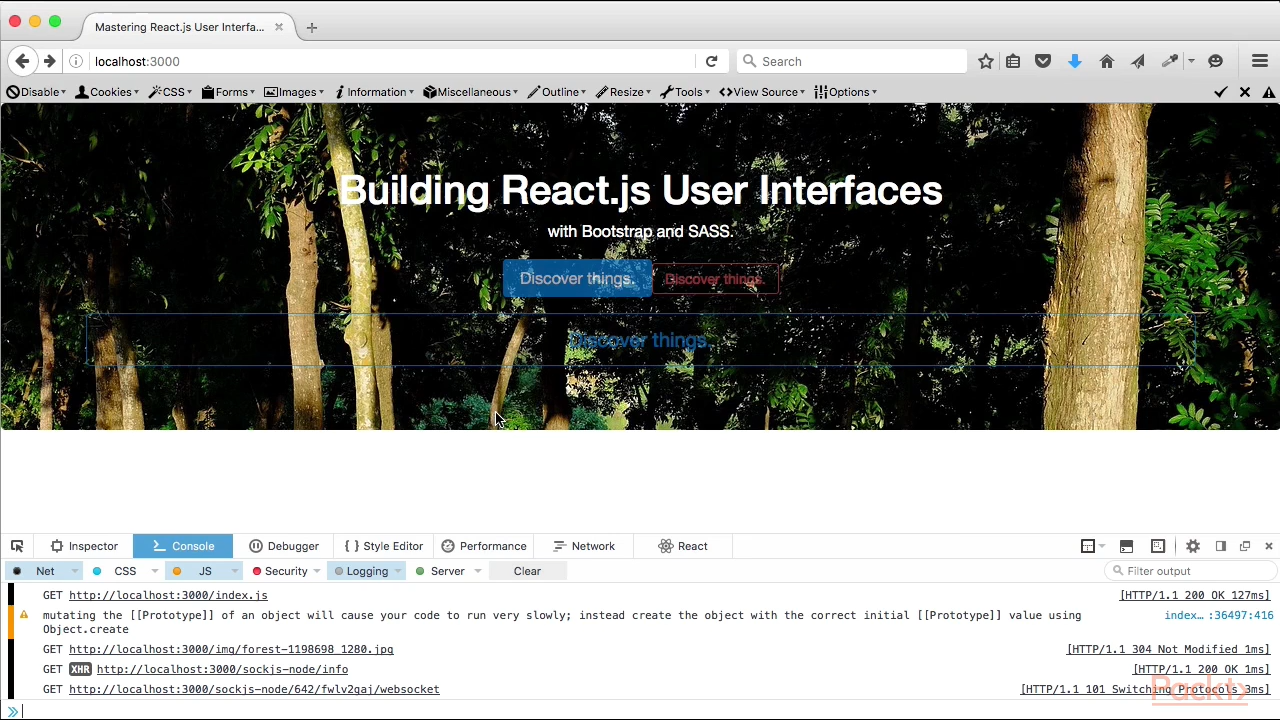 Mastering React.js User Interfa...
localhost:3000
Search
Disable Cookies CSS Forms Images Information Miscellaneous Outline Resize Tools View Source Options
Building React.js User Interfaces
with Bootstrap and SASS.
Discover things. Discover things.
Discover things.
Inspector Console Debugger Style Editor Performance Network React
Net CSS JS Security Logging Server Clear Filter output
GET http://localhost:3000/index.js [HTTP/1.1 200 OK 127ms]
mutating the [[Prototype]] of an object will cause your code to run very slowly; instead create the object with the correct initial [[Prototype]] value using index… :36497:416
Object.create
GET http://localhost:3000/img/forest-1198698_1280.jpg [HTTP/1.1 304 Not Modified 1ms]
GET XHR http://localhost:3000/sockjs-node/info [HTTP/1.1 200 OK 1ms]
GET http://localhost:3000/sockjs-node/642/fwlv2gaj/websocket [HTTP/1.1 101 Switching Protocols 3ms]
Packt>